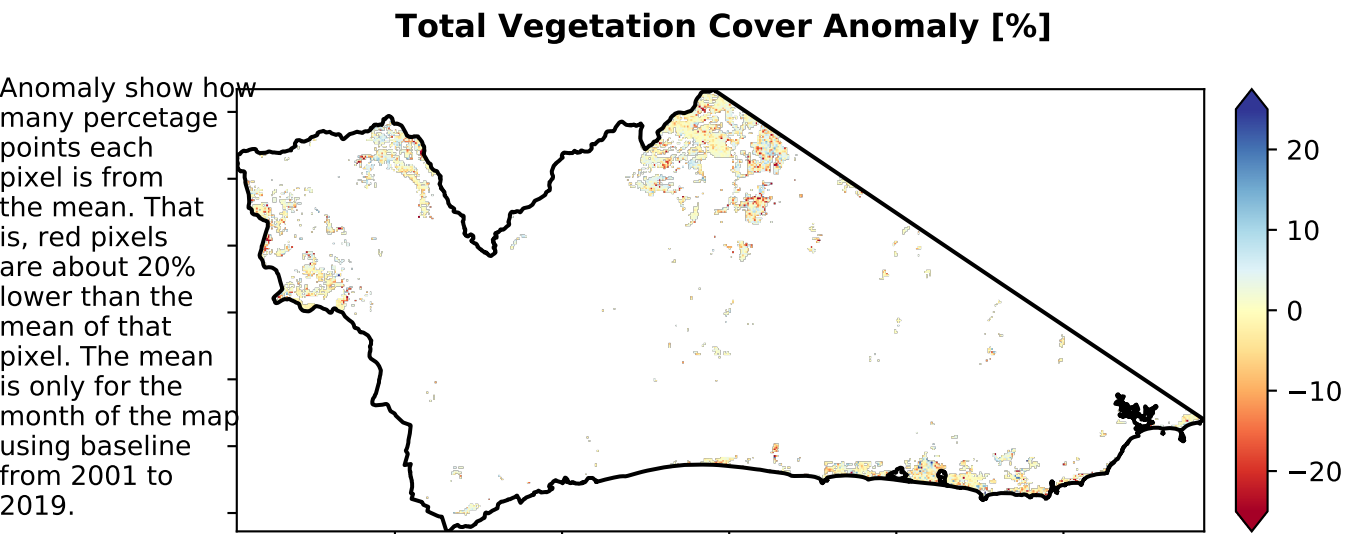 Total Vegetation Cover Anomaly [%]
Anomaly show how
many percetage
points each
pixel is from
the mean. That
is, red pixels
are about 20%
lower than the
mean of that
pixel. The mean
is only for the
month of the map
using baseline
from 2001 to
2019.
20
10
0
−10
−20